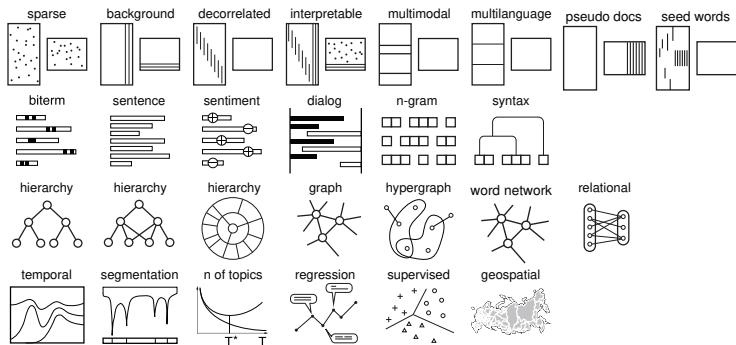 sparse background decorrelated interpretable multimodal multilanguage pseudo docs seed words
biterm sentence sentiment dialog n-gram syntax
hierarchy hierarchy hierarchy graph hypergraph word network relational
temporal segmentation n of topics regression supervised geospatial
T* T